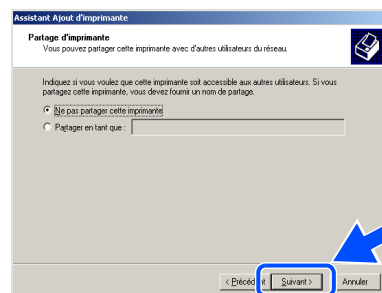 Assistant Ajout d'imprimante
Partage d'imprimante
Vous pouvez partager cette imprimante avec d'autres utilisateurs du réseau.
Indiquez si vous voulez que cette imprimante soit accessible aux autres utilisateurs. Si vous
partagez cette imprimante, vous devez fournir un nom de partage.
Ne pas partager cette imprimante
Partager en tant que :
< Précédent Suivant > Annuler